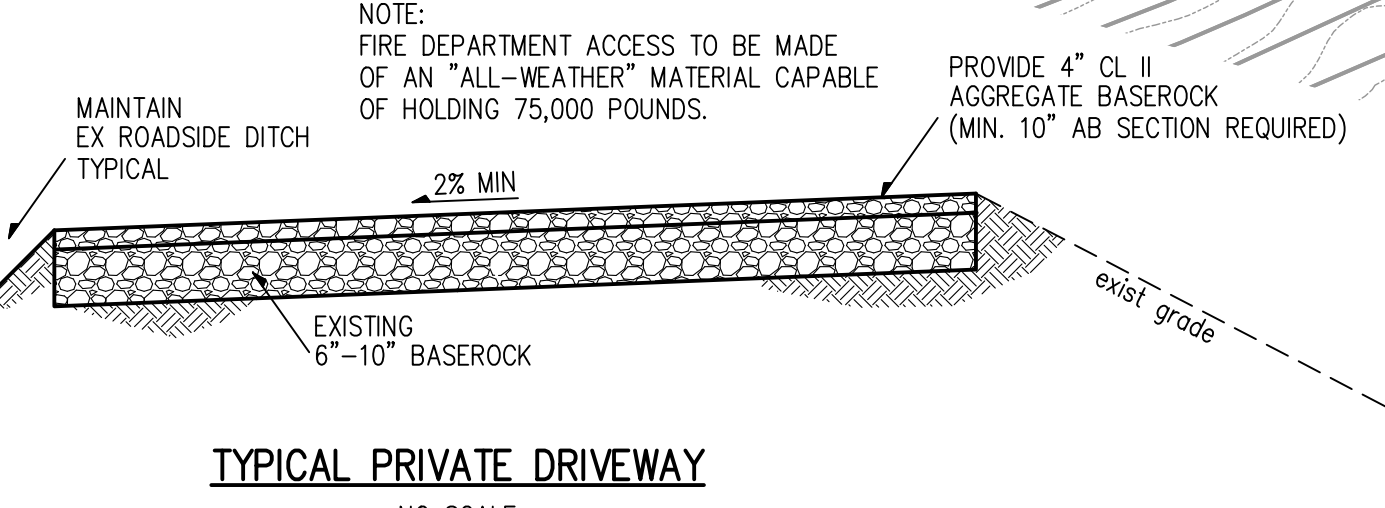 NOTE:
FIRE DEPARTMENT ACCESS TO BE MADE
OF AN "ALL-WEATHER" MATERIAL CAPABLE
OF HOLDING 75,000 POUNDS.
PROVIDE 4" CL II
AGGREGATE BASEROCK
(MIN. 10" AB SECTION REQUIRED)
MAINTAIN
EX ROADSIDE DITCH
TYPICAL
2% MIN
exist grade
EXISTING
6"-10" BASEROCK
TYPICAL PRIVATE DRIVEWAY
NO SCALE